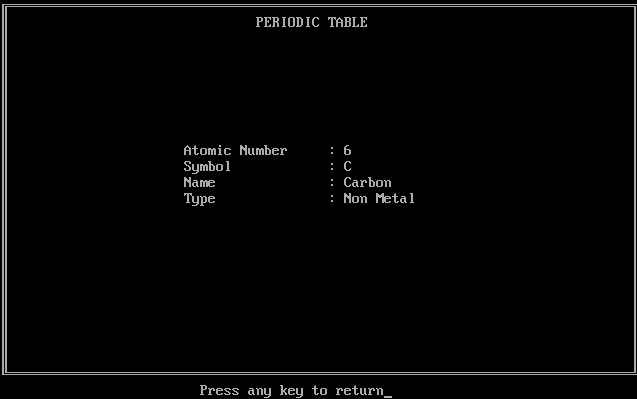 PERIODIC TABLE
Atomic Number : 6
Symbol : C
Name : Carbon
Type : Non Metal
Press any key to return_